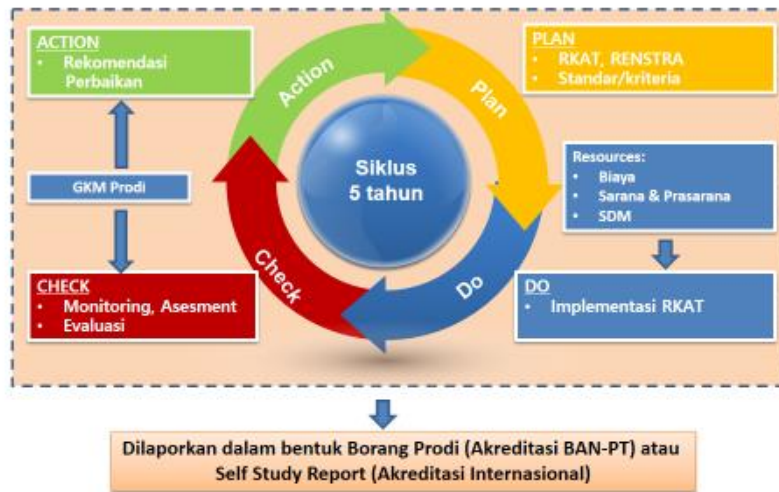 ACTION
• Rekomendasi
Perbaikan
GKM Prodi
CHECK
• Monitoring, Asesment
• Evaluasi
Action
Plan
Siklus
5 tahun
Check
Do
PLAN
• RKAT, RENSTRA
• Standar/kriteria
Resources:
• Biaya
• Sarana & Prasarana
• SDM
DO
• Implementasi RKAT
Dilaporkan dalam bentuk Borang Prodi (Akreditasi BAN-PT) atau
Self Study Report (Akreditasi Internasional)